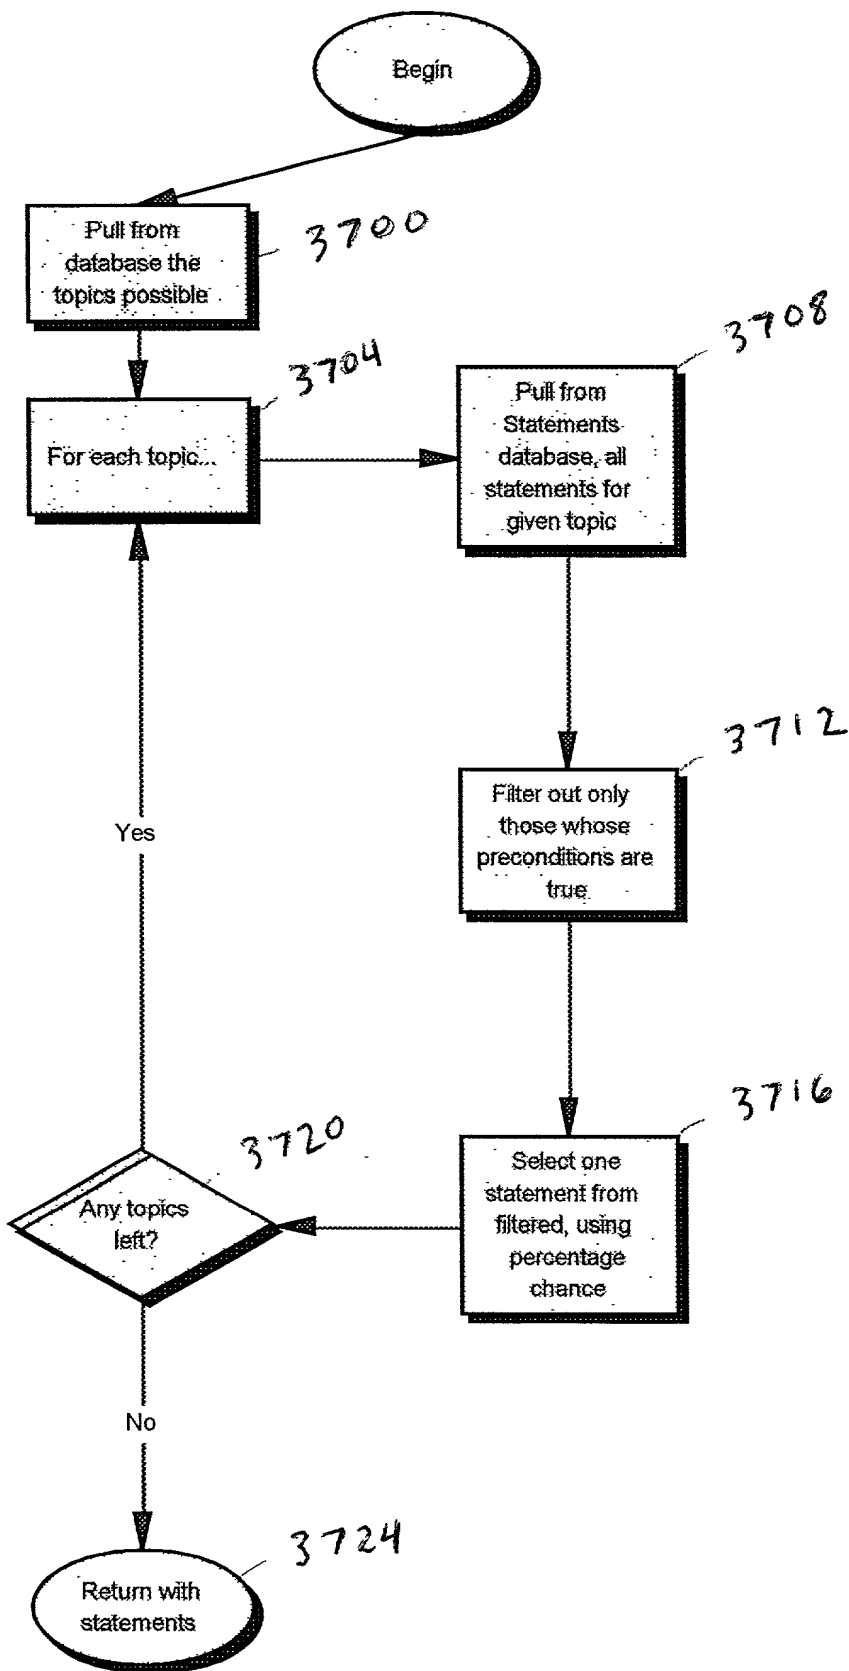 Begin
Pull from
database the
topics possible
3700
For each topic...
3704
Pull from
Statements
database, all
statements for
given topic
3708
Filter out only
those whose
preconditions are
true
3712
Select one
statement from
filtered, using
percentage
chance
3716
Any topics
left?
3720
Yes
No
Return with
statements
3724